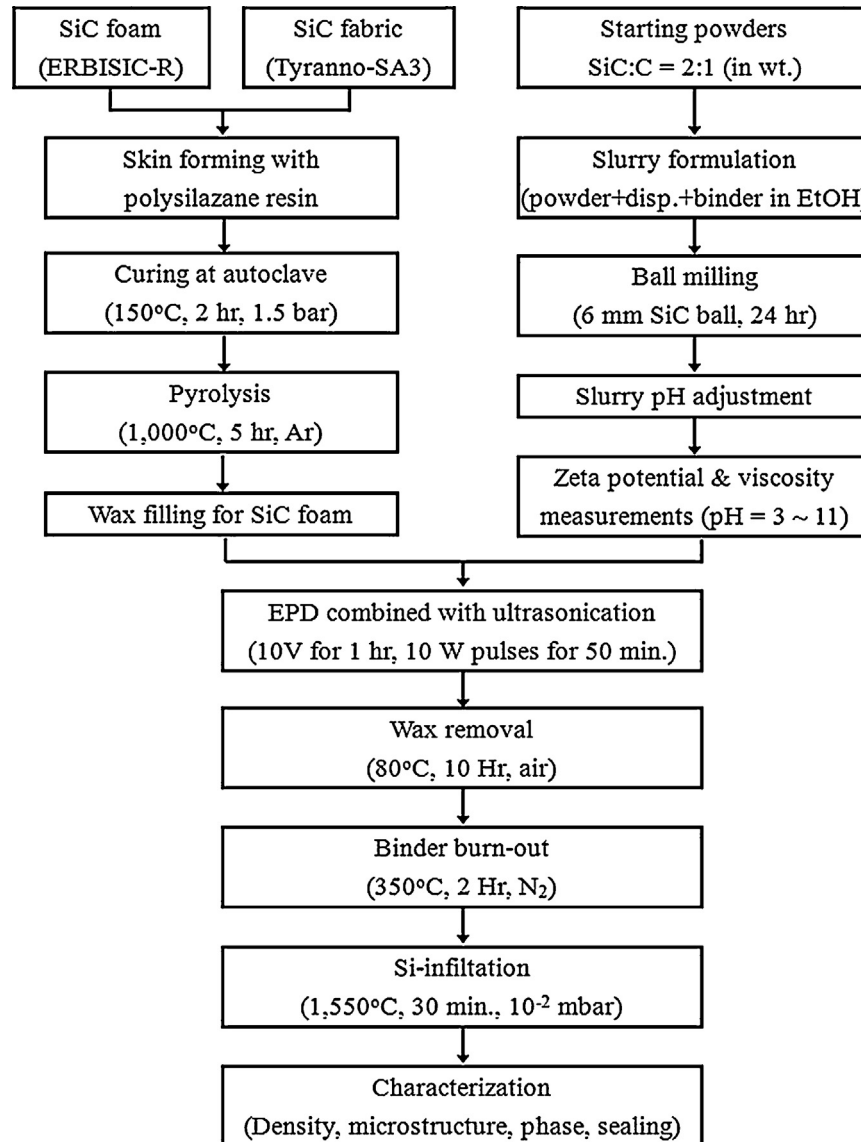 SiC foam
(ERBISIC-R)
SiC fabric
(Tyranno-SA3)
Skin forming with
polysilazane resin
Curing at autoclave
(150°C, 2 hr, 1.5 bar)
Pyrolysis
(1,000°C, 5 hr, Ar)
Wax filling for SiC foam
Starting powders
SiC:C = 2:1 (in wt.)
Slurry formulation
(powder+disp.+binder in EtOH)
Ball milling
(6 mm SiC ball, 24 hr)
Slurry pH adjustment
Zeta potential & viscosity
measurements (pH = 3 ~ 11)
EPD combined with ultrasonication
(10V for 1 hr, 10 W pulses for 50 min.)
Wax removal
(80°C, 10 Hr, air)
Binder burn-out
(350°C, 2 Hr, N₂)
Si-infiltation
(1,550°C, 30 min., 10⁻² mbar)
Characterization
(Density, microstructure, phase, sealing)